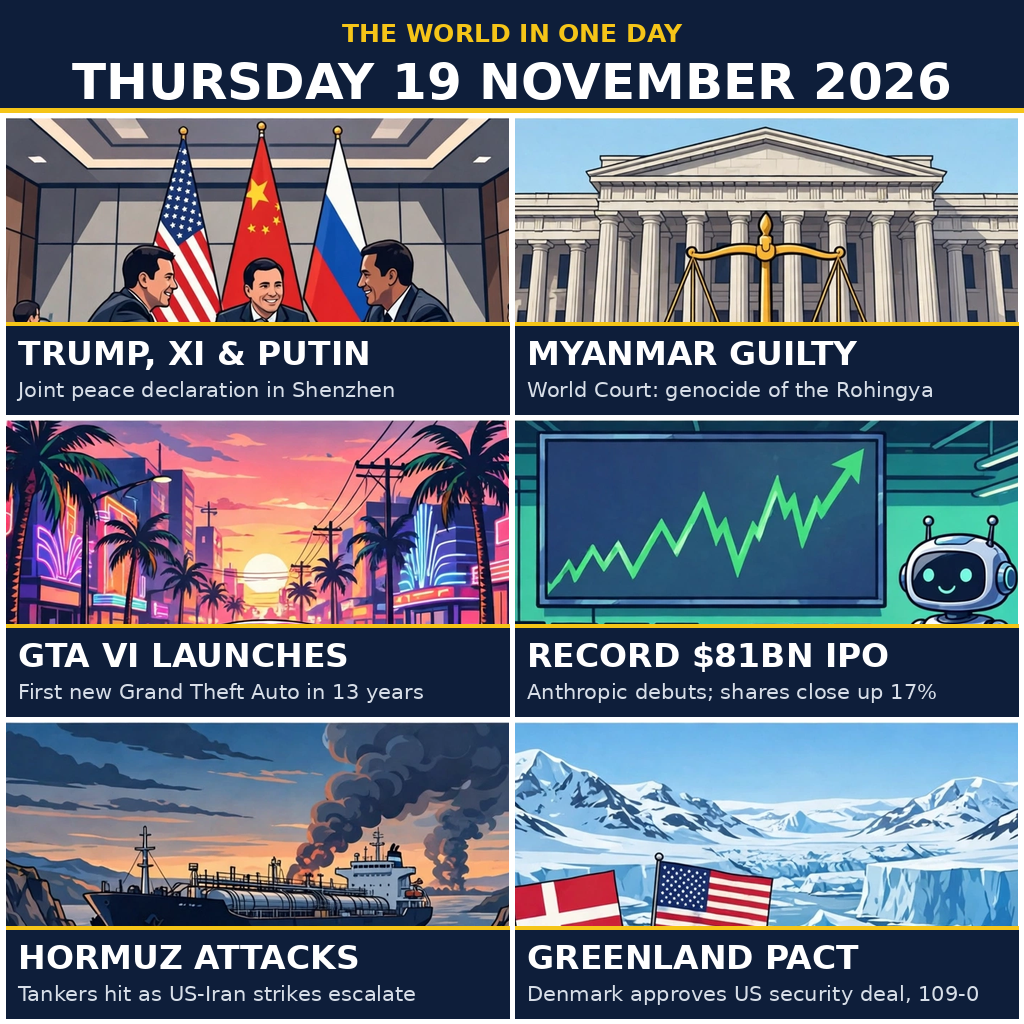 THE WORLD IN ONE DAY
THURSDAY 19 NOVEMBER 2026
TRUMP, XI & PUTIN
Joint peace declaration in Shenzhen
MYANMAR GUILTY
World Court: genocide of the Rohingya
GTA VI LAUNCHES
First new Grand Theft Auto in 13 years
RECORD $81BN IPO
Anthropic debuts; shares close up 17%
HORMUZ ATTACKS
Tankers hit as US-Iran strikes escalate
GREENLAND PACT
Denmark approves US security deal, 109-0